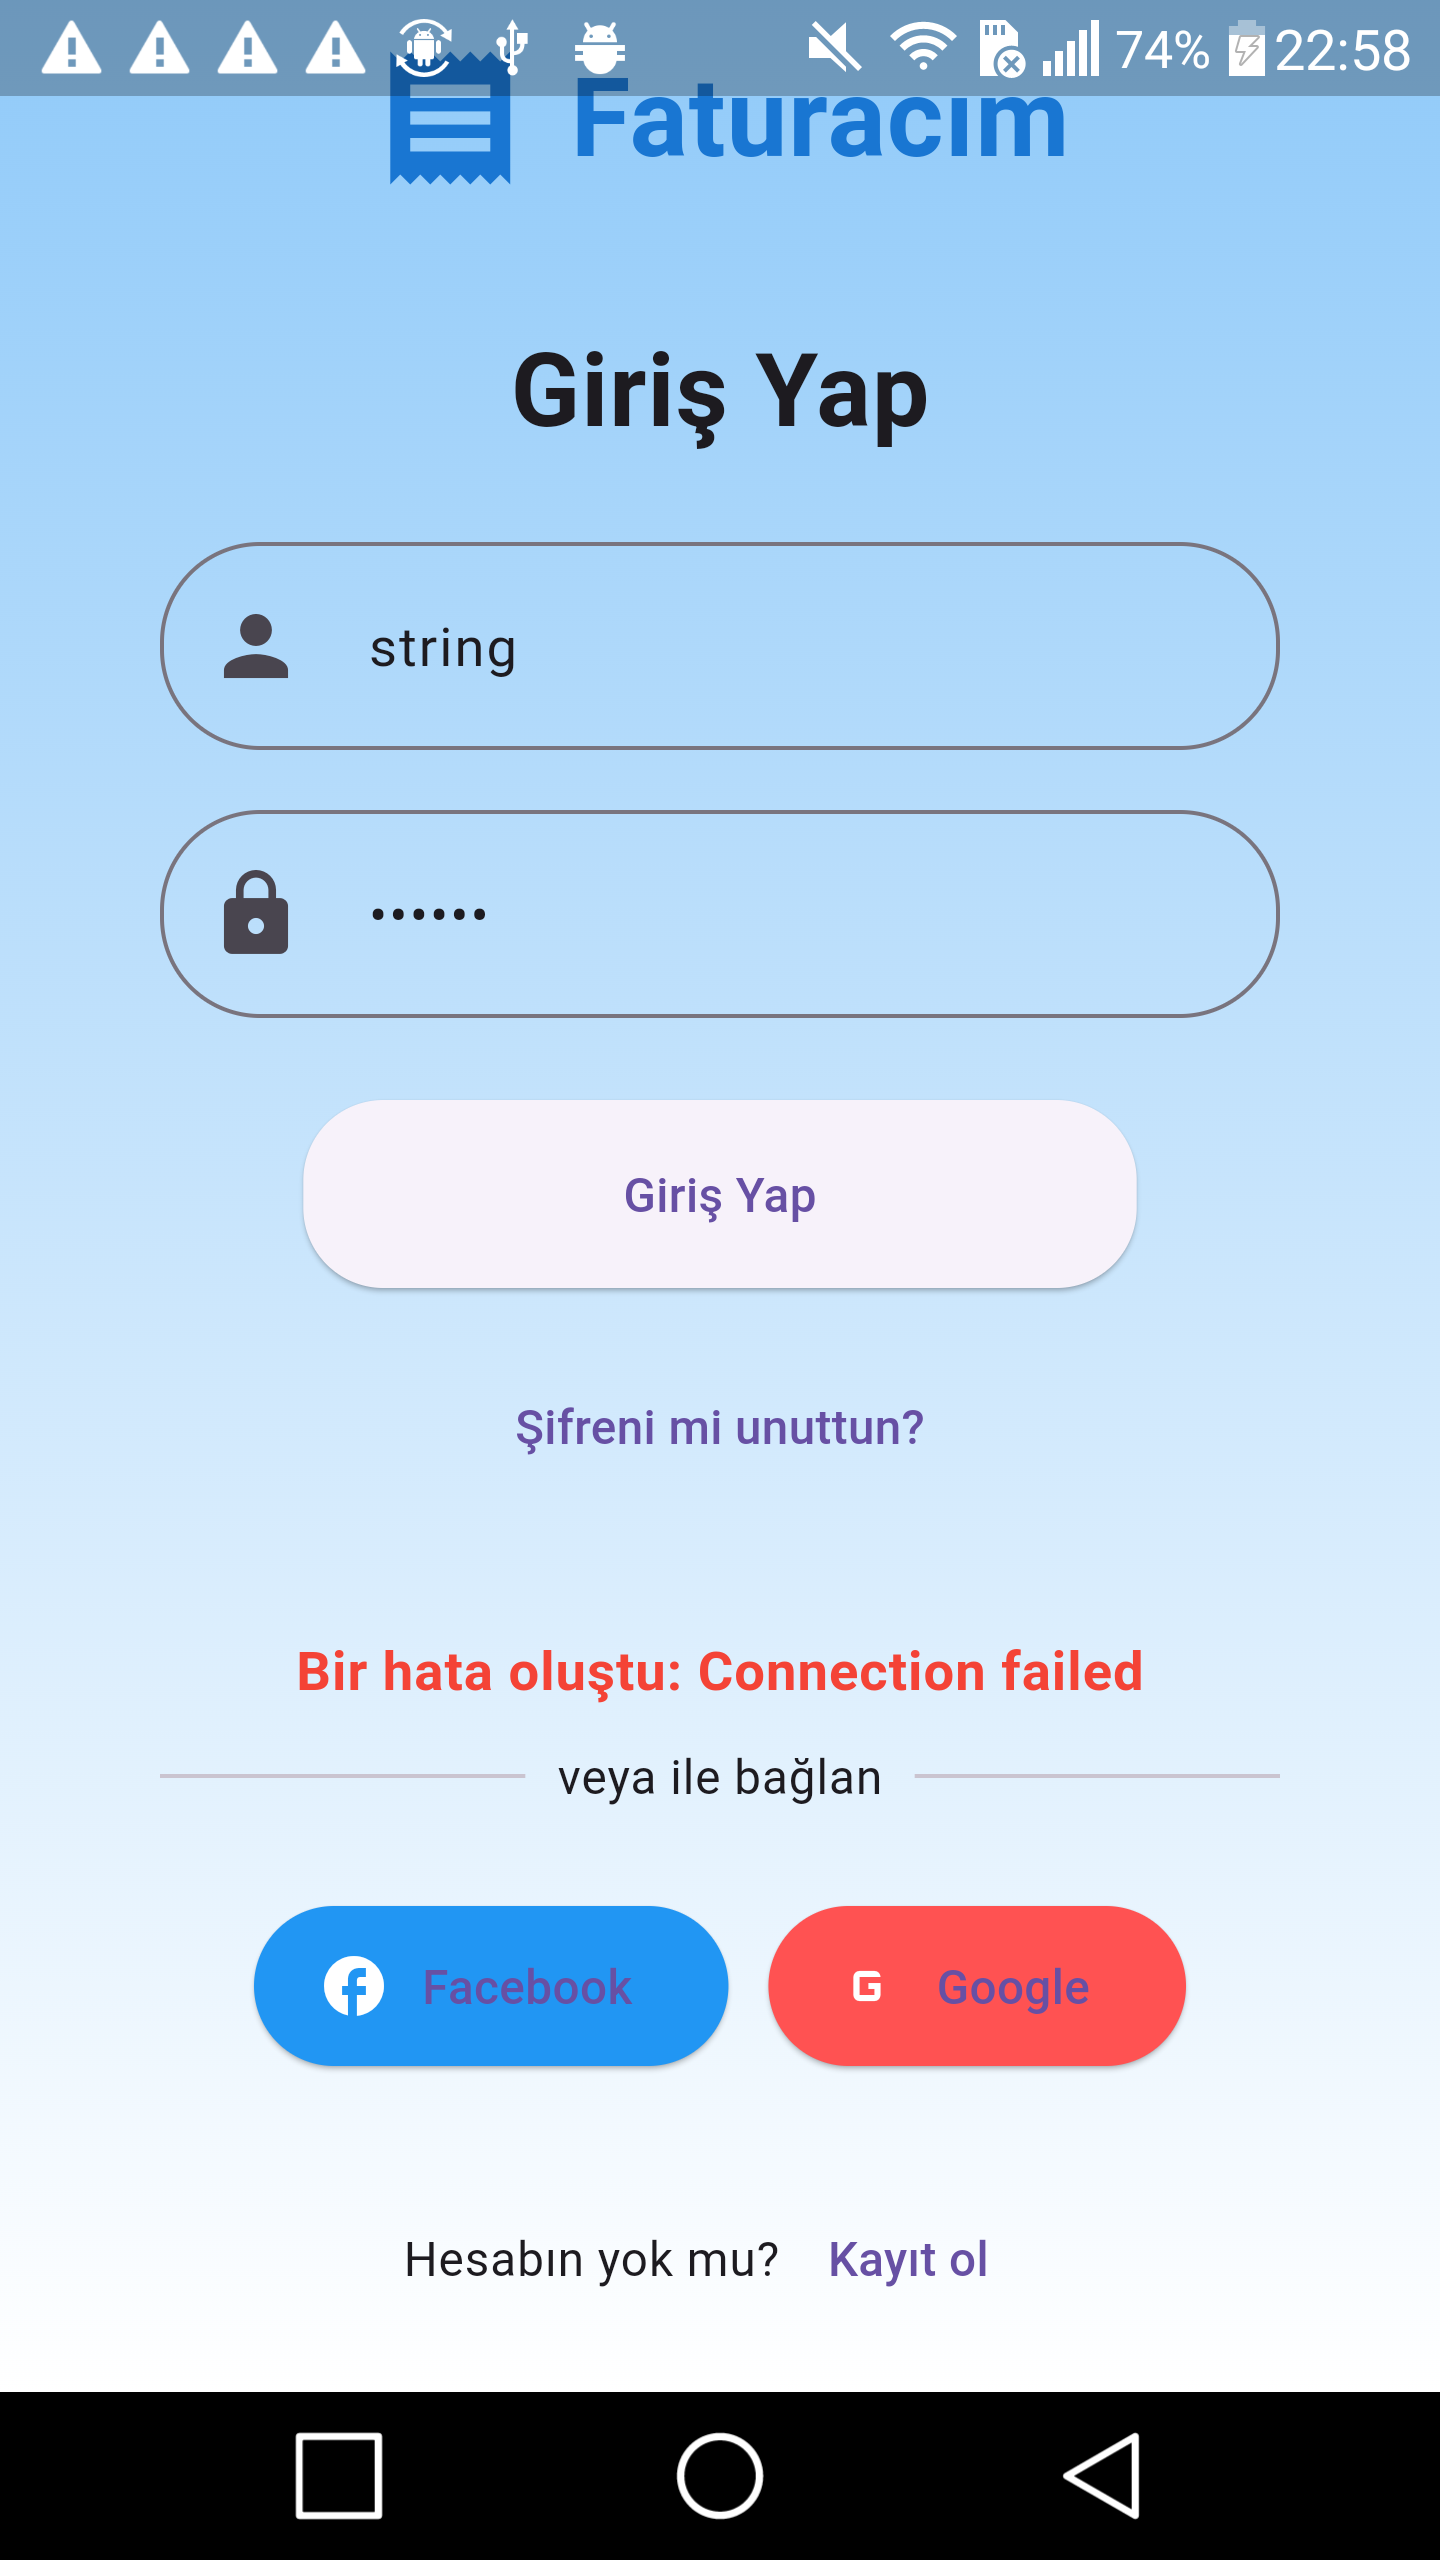 74% 22:58
Faturacım
Giriş Yap
string
••••••
Giriş Yap
Şifreni mi unuttun?
Bir hata oluştu: Connection failed
veya ile bağlan
Facebook
G Google
Hesabın yok mu? Kayıt ol